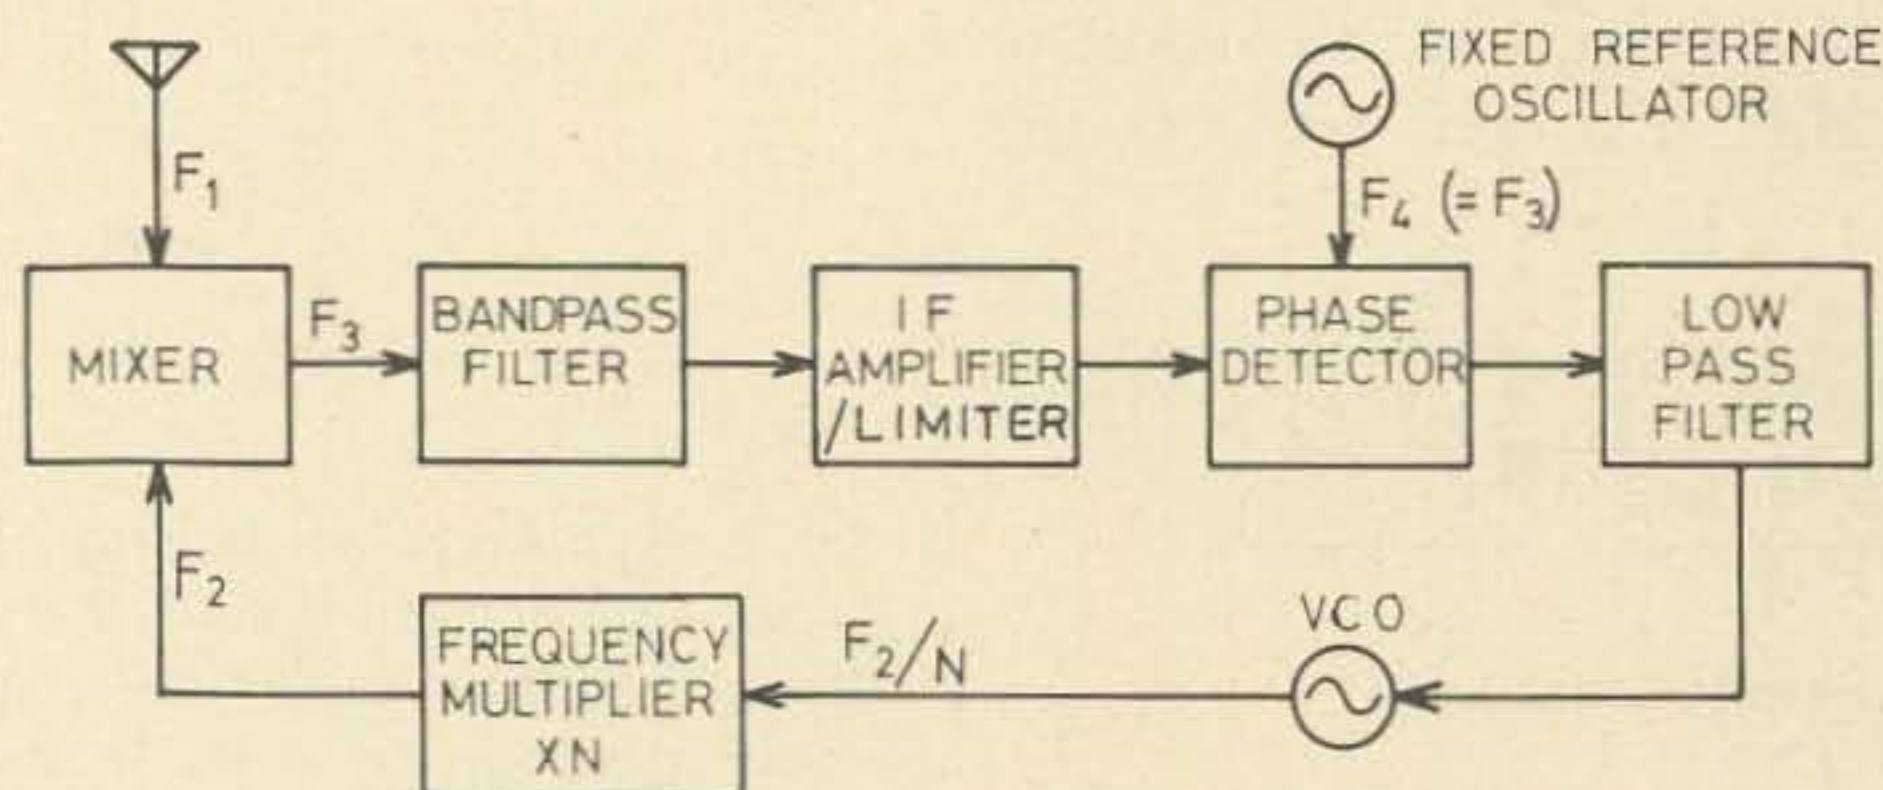 FIXED REFERENCE
OSCILLATOR
F₁
F₄ (= F₃)
MIXER
F₃
BANDPASS
FILTER
IF
AMPLIFIER
/LIMITER
PHASE
DETECTOR
LOW
PASS
FILTER
F₂
FREQUENCY
MULTIPLIER
XN
F₂/N
VCO